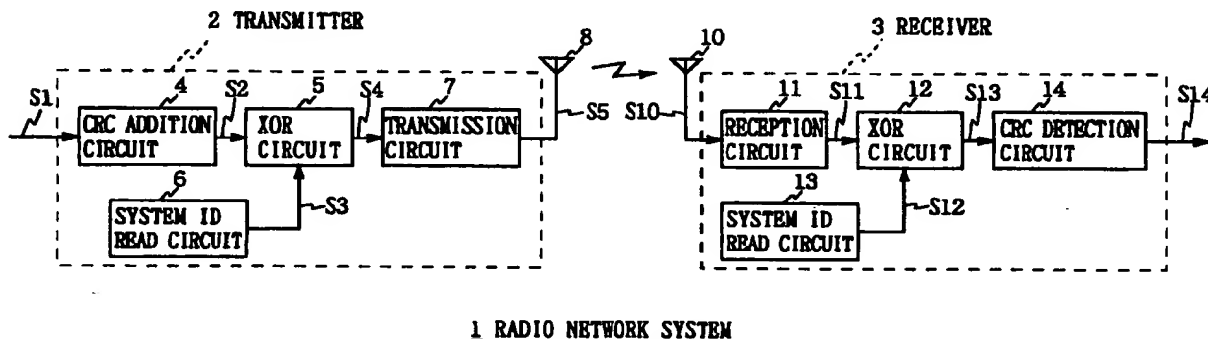 2 TRANSMITTER
8
10
3 RECEIVER
S1
4
S2
5
S4
7
S5
S10
11
S11
12
S13
14
S14
CRC ADDITION
CIRCUIT
XOR
CIRCUIT
TRANSMISSION
CIRCUIT
RECEPTION
CIRCUIT
XOR
CIRCUIT
CRC DETECTION
CIRCUIT
6
S3
13
S12
SYSTEM ID
READ CIRCUIT
SYSTEM ID
READ CIRCUIT
1 RADIO NETWORK SYSTEM